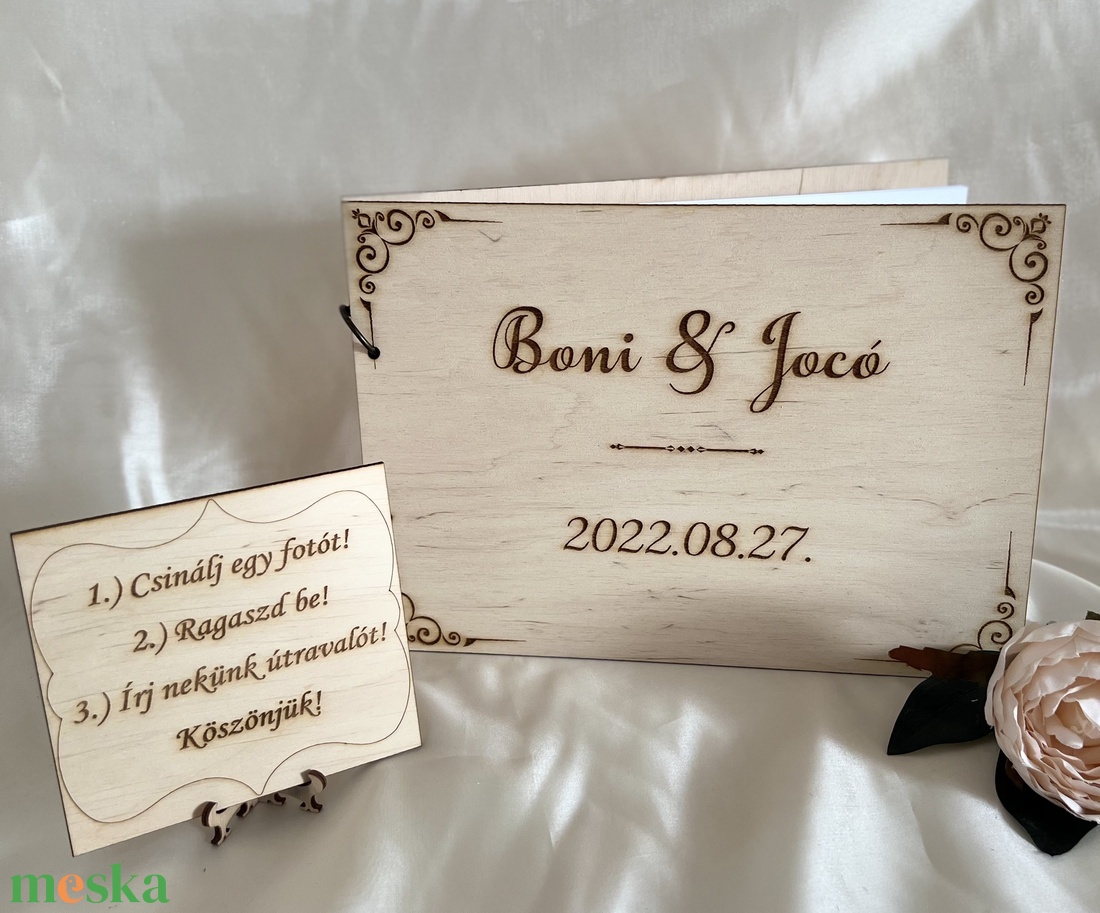 Boni & Jocó
2022.08.27.
1.) Csinálj egy fotót!
2.) Ragaszd be!
3.) Írj nekünk útravalót!
Köszönjük!
meska